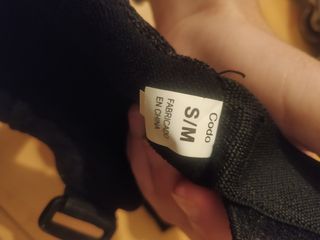 Codo
S/M
FABRICADO
EN CHINA